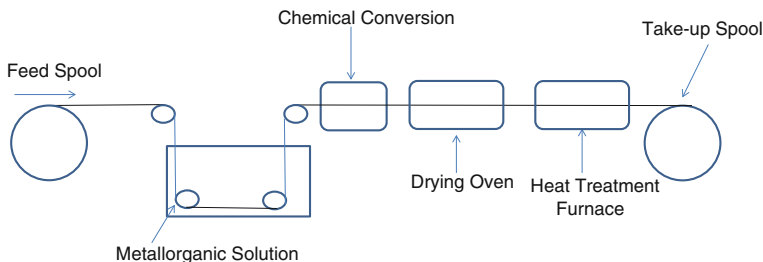 Chemical Conversion
Take-up Spool
Feed Spool
Drying Oven
Heat Treatment
Furnace
Metallorganic Solution